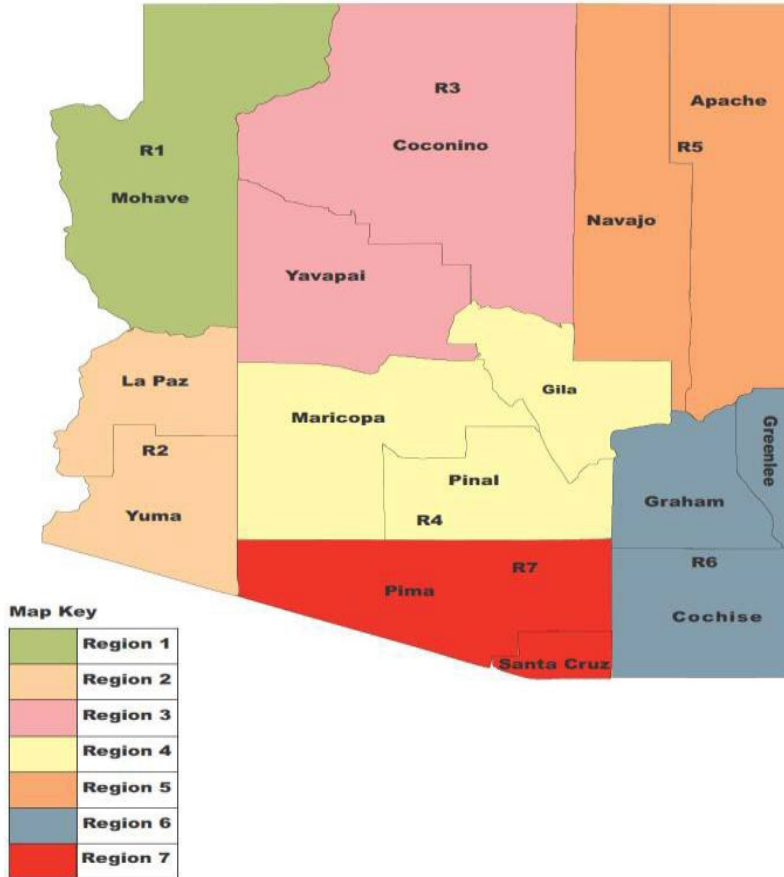 R3
Apache
R1
Coconino
R5
Mohave
Navajo
Yavapai
La Paz
Gila
Maricopa
Greenlee
R2
Pinal
Graham
Yuma
R4
R7
R6
Pima
Cochise
Santa Cruz
Map Key
Region 1
Region 2
Region 3
Region 4
Region 5
Region 6
Region 7